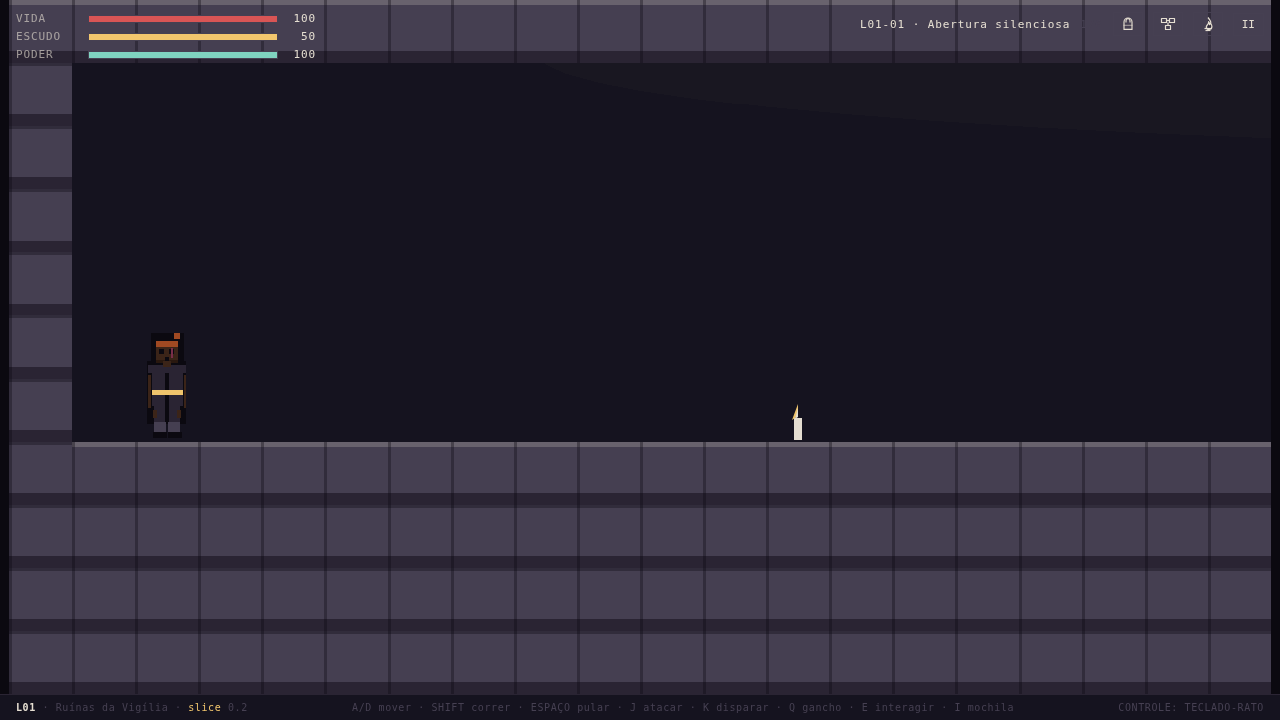 VIDA 100
ESCUDO 50
PODER 100
L01-01 · Abertura silenciosa
II
L01 · Ruínas da Vigília · slice 0.2
A/D mover · SHIFT correr · ESPAÇO pular · J atacar · K disparar · Q gancho · E interagir · I mochila
CONTROLE: TECLADO-RATO